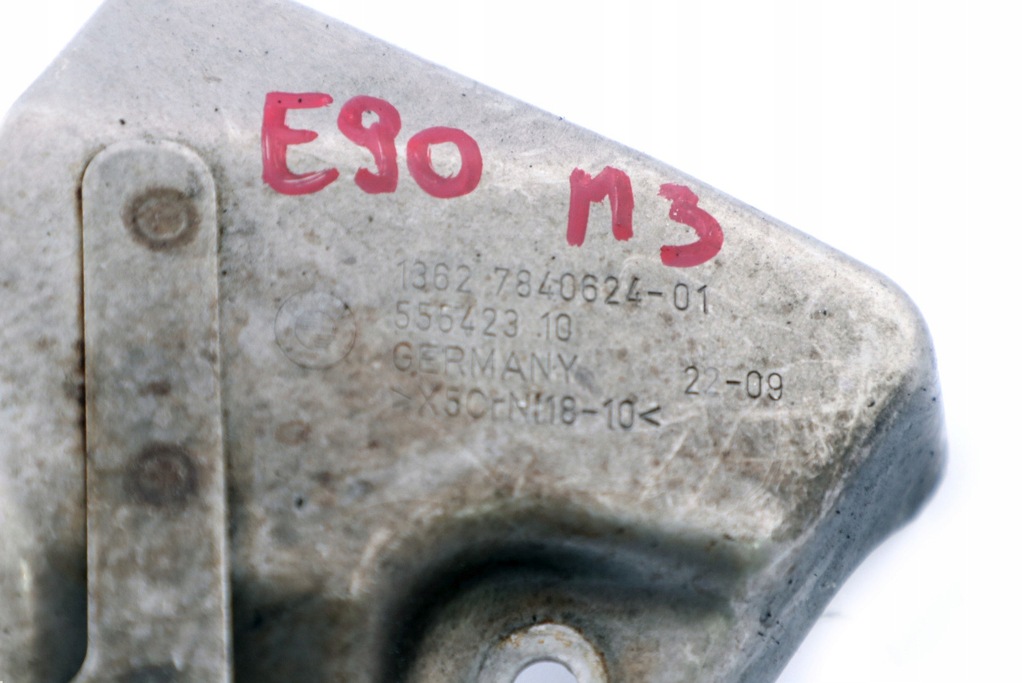 E90 M3
1362 7840624-01
556423 10
GERMANY
22-09
>X5CrNi18-10<